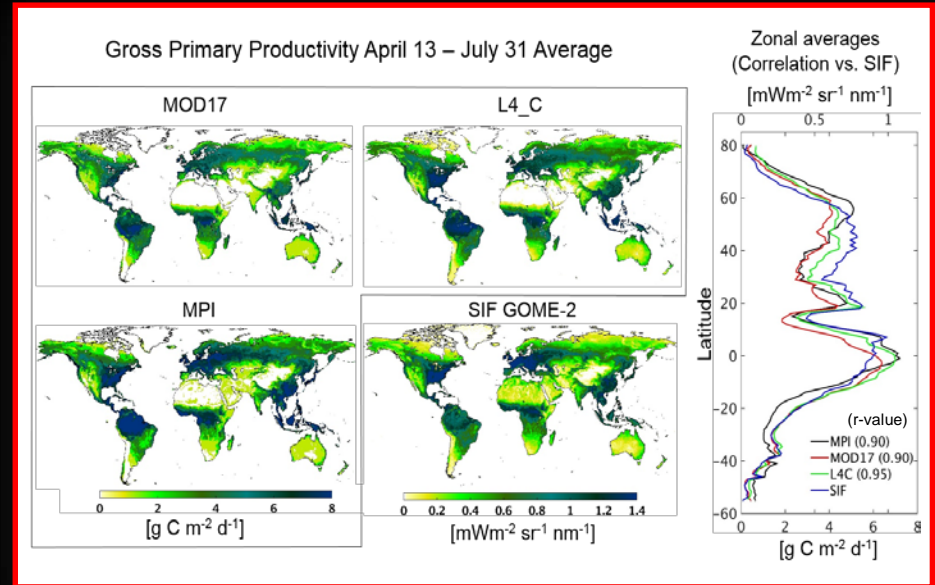 Gross Primary Productivity April 13 – July 31 Average
MOD17
L4_C
MPI
SIF GOME-2
0 2 4 6 8
[g C m-2 d-1]
0 0.2 0.4 0.6 0.8 1 1.2 1.4
[mWm-2 sr-1 nm-1]
Zonal averages
(Correlation vs. SIF)
[mWm-2 sr-1 nm-1]
0 0.5 1
80
60
40
20
0
-20
-40
-60
Latitude
(r-value)
MPI (0.90)
MOD17 (0.90)
L4C (0.95)
SIF
0 2 4 6 8
[g C m-2 d-1]